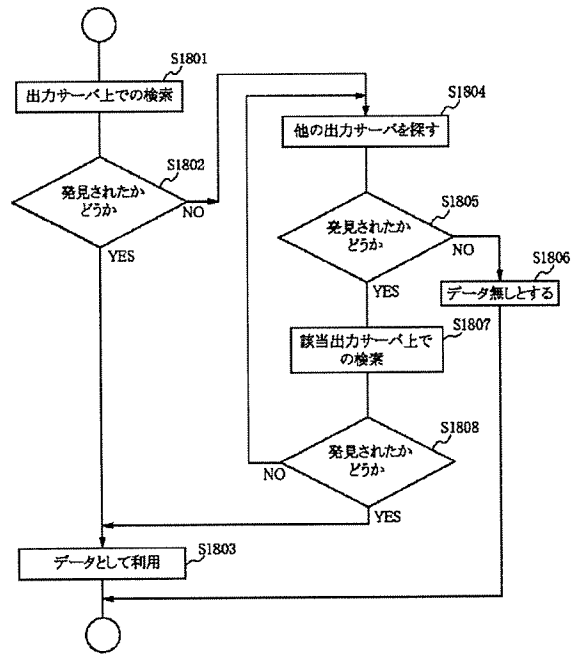 S1801
出力サーバ上での検索
S1802
発見されたか
どうか
NO
YES
S1804
他の出力サーバを探す
S1805
発見されたか
どうか
NO
YES
S1806
データ無しとする
S1807
該当出力サーバ上で
の検索
S1808
発見されたか
どうか
NO
YES
S1803
データとして利用